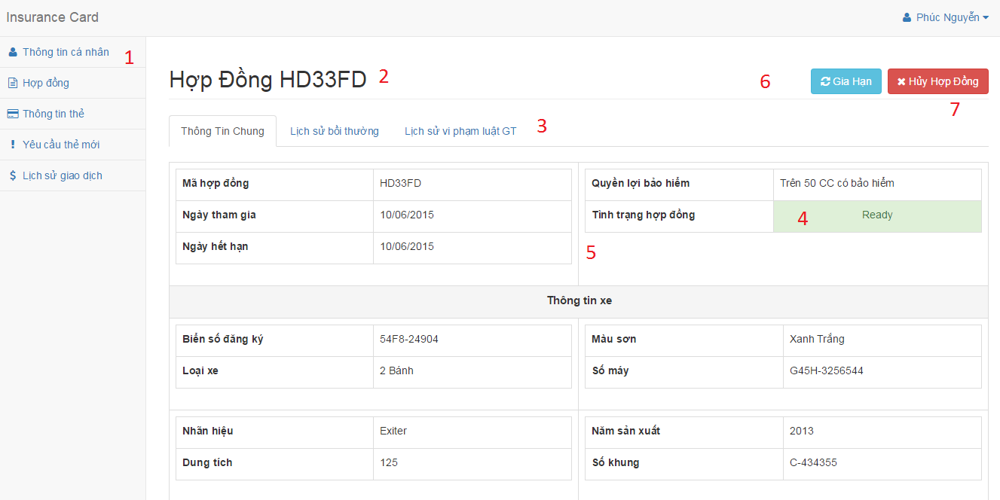 Insurance Card
Phúc Nguyễn
Thông tin cá nhân 1
Hợp đồng
Thông tin thẻ
Yêu cầu thẻ mới
Lịch sử giao dịch
Hợp Đồng HD33FD 2
6 Gia Hạn Hủy Hợp Đồng
7
Thông Tin Chung Lịch sử bồi thường Lịch sử vi phạm luật GT 3
Mã hợp đồng HD33FD
Ngày tham gia 10/06/2015
Ngày hết hạn 10/06/2015
Quyền lợi bảo hiểm Trên 50 CC có bảo hiểm
Tình trạng hợp đồng 4 Ready
5
Thông tin xe
Biển số đăng ký 54F8-24904
Loại xe 2 Bánh
Màu sơn Xanh Trắng
Số máy G45H-3256544
Nhãn hiệu Exiter
Dung tích 125
Năm sản xuất 2013
Số khung C-434355